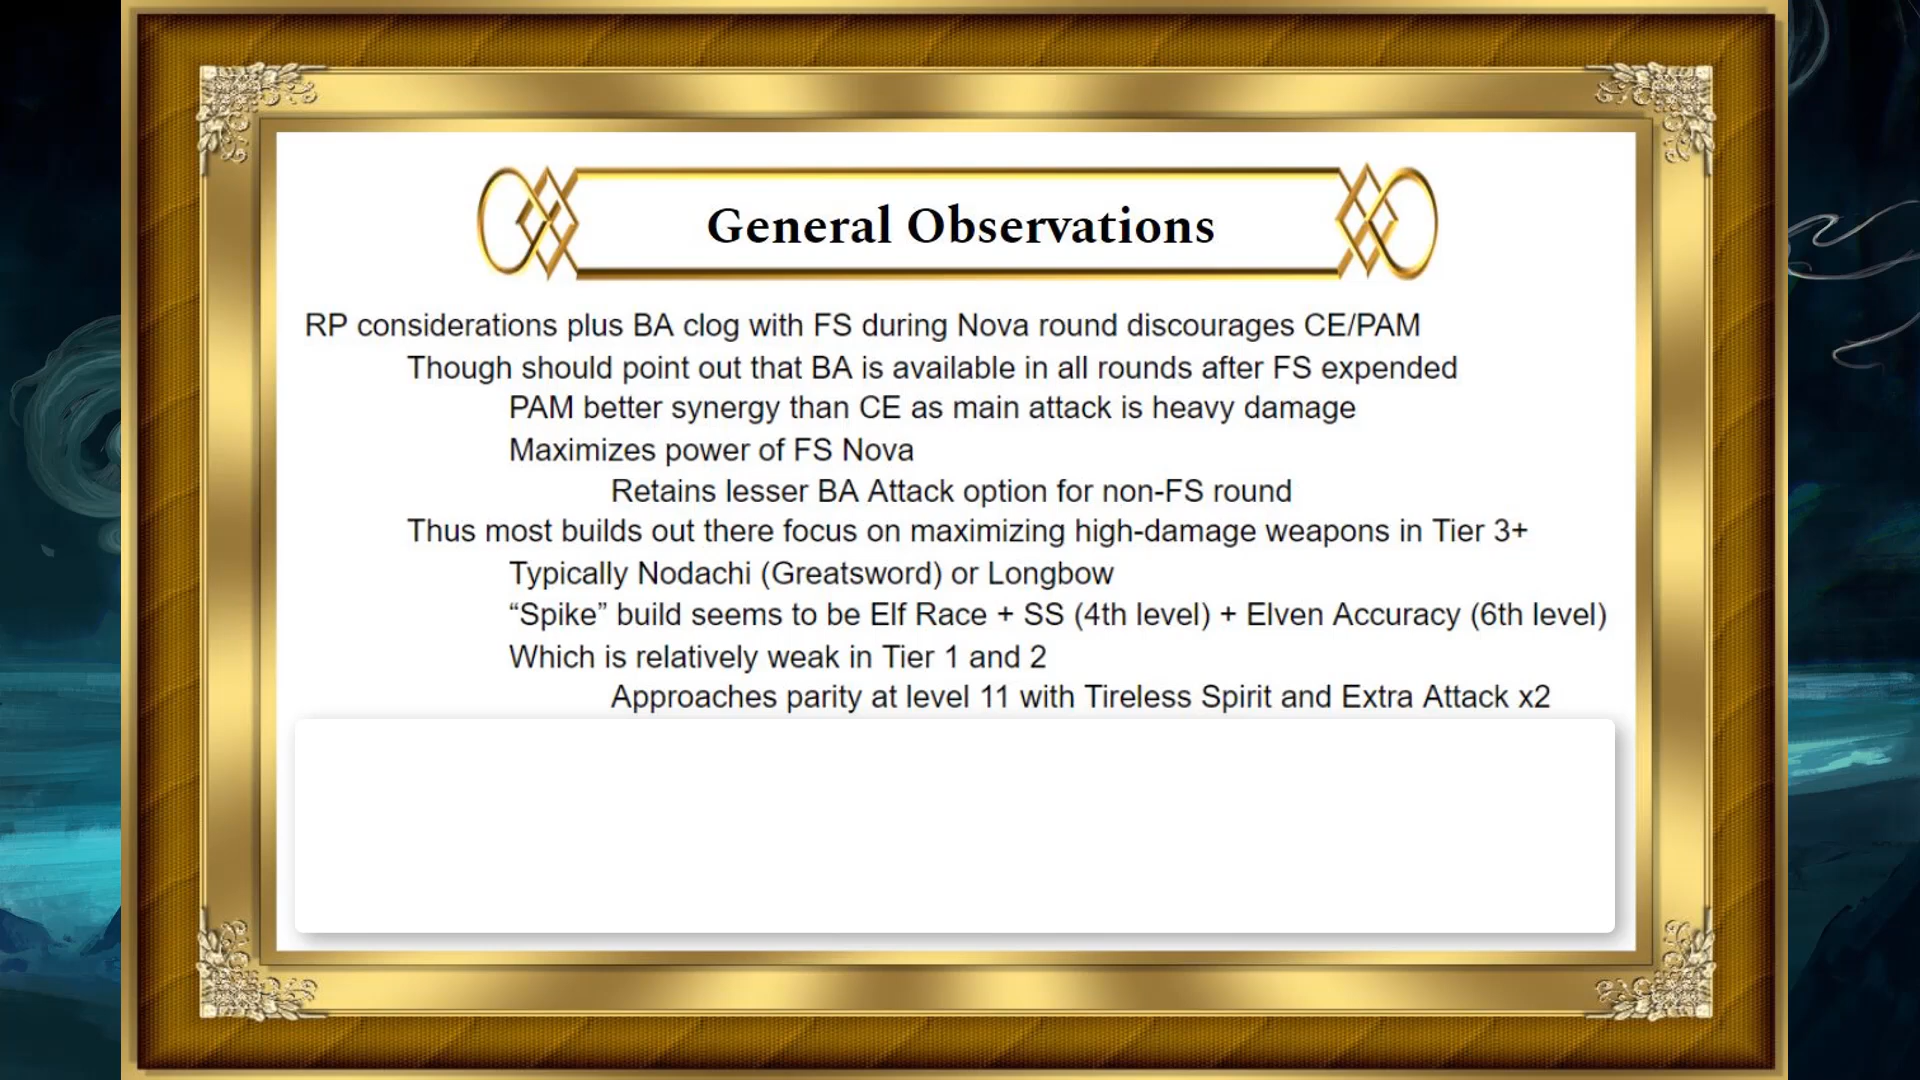 General Observations
RP considerations plus BA clog with FS during Nova round discourages CE/PAM
Though should point out that BA is available in all rounds after FS expended
PAM better synergy than CE as main attack is heavy damage
Maximizes power of FS Nova
Retains lesser BA Attack option for non-FS round
Thus most builds out there focus on maximizing high-damage weapons in Tier 3+
Typically Nodachi (Greatsword) or Longbow
“Spike” build seems to be Elf Race + SS (4th level) + Elven Accuracy (6th level)
Which is relatively weak in Tier 1 and 2
Approaches parity at level 11 with Tireless Spirit and Extra Attack x2